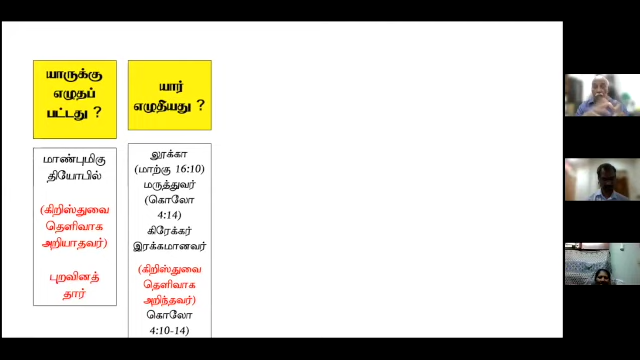 யாருக்கு
எழுதப்
பட்டது ?
யார்
எழுதீயது ?
மாண்புமிகு
தியோபில்
(கிறிஸ்துவை
தெளிவாக
அறியாதவர்)
புறவினத்
தார்
லூக்கா
(மாற்கு 16:10)
மருத்துவர்
(கொலோ
4:14)
கிரேக்கர்
இரக்கமானவர்
(கிறிஸ்துவை
தெளிவாக
அறிந்தவர்)
கொலோ
4:10-14)